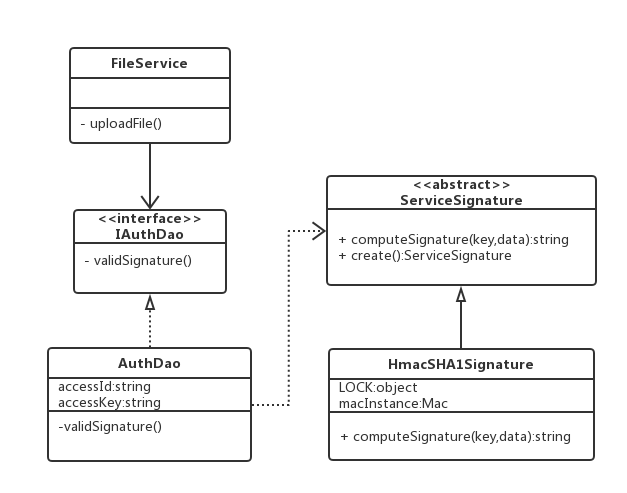 FileService
- uploadFile()
<<interface>>
IAuthDao
- validSignature()
AuthDao
accessId:string
accessKey:string
-validSignature()
<<abstract>>
ServiceSignature
+ computeSignature(key,data):string
+ create():ServiceSignature
HmacSHA1Signature
LOCK:object
macInstance:Mac
+ computeSignature(key,data):string